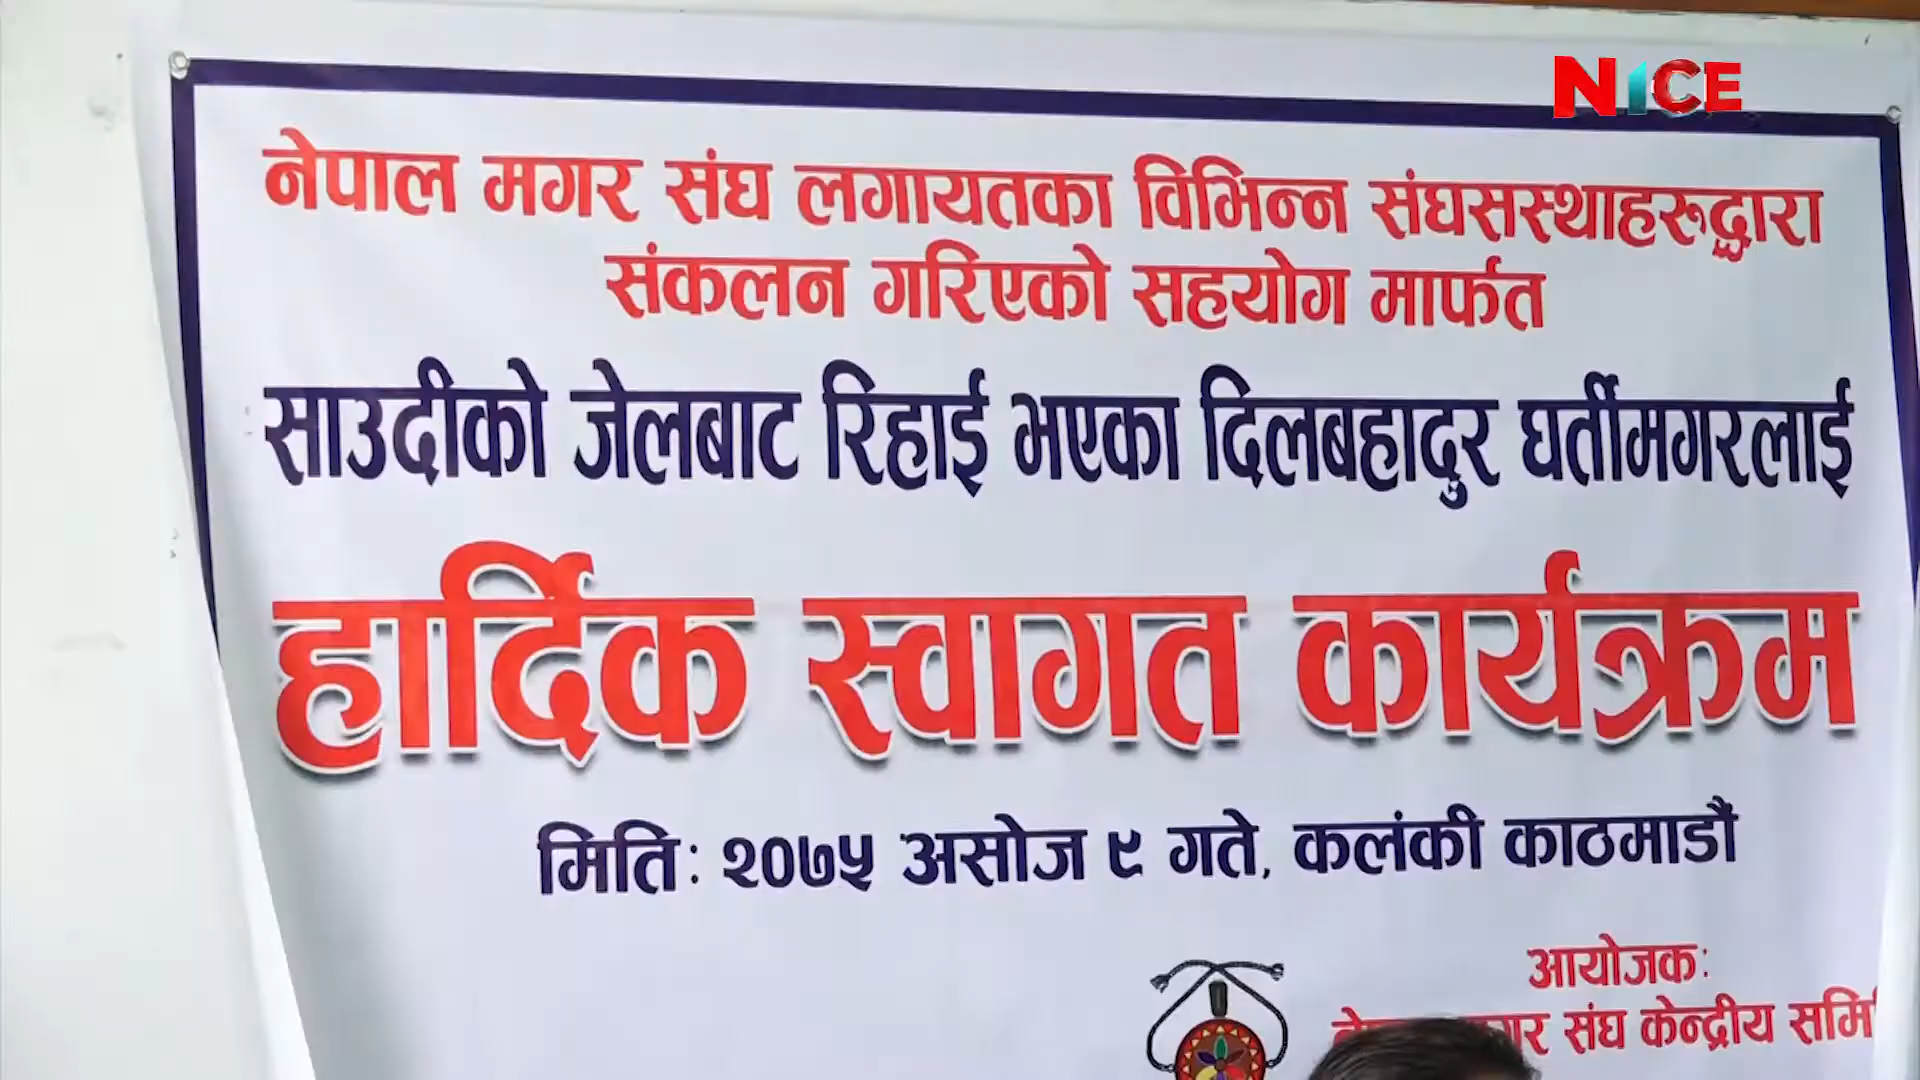 NICE
नेपाल मगर संघ लगायतका विभिन्न संघसस्थाहरूद्वारा
संकलन गरिएको सहयोग मार्फत
साउदीको जेलबाट रिहाई भएका दिलबहादुर घर्तीमगरलाई
हार्दिक स्वागत कार्यक्रम
मिति: २०७५ असोज ९ गते, कलंकी काठमाडौं
आयोजक:
संघ केन्द्रीय